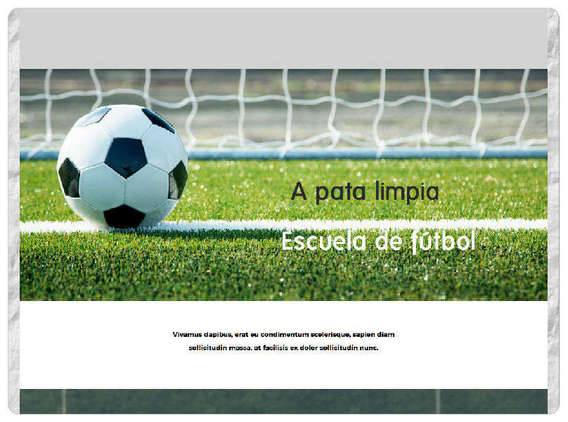 A pata limpia
Escuela de fútbol
Vivamus dapibus, erat eu condimentum scelerisque, sapien diam
sollicitudin massa, at facilisis ex dolor sollicitudin nunc.